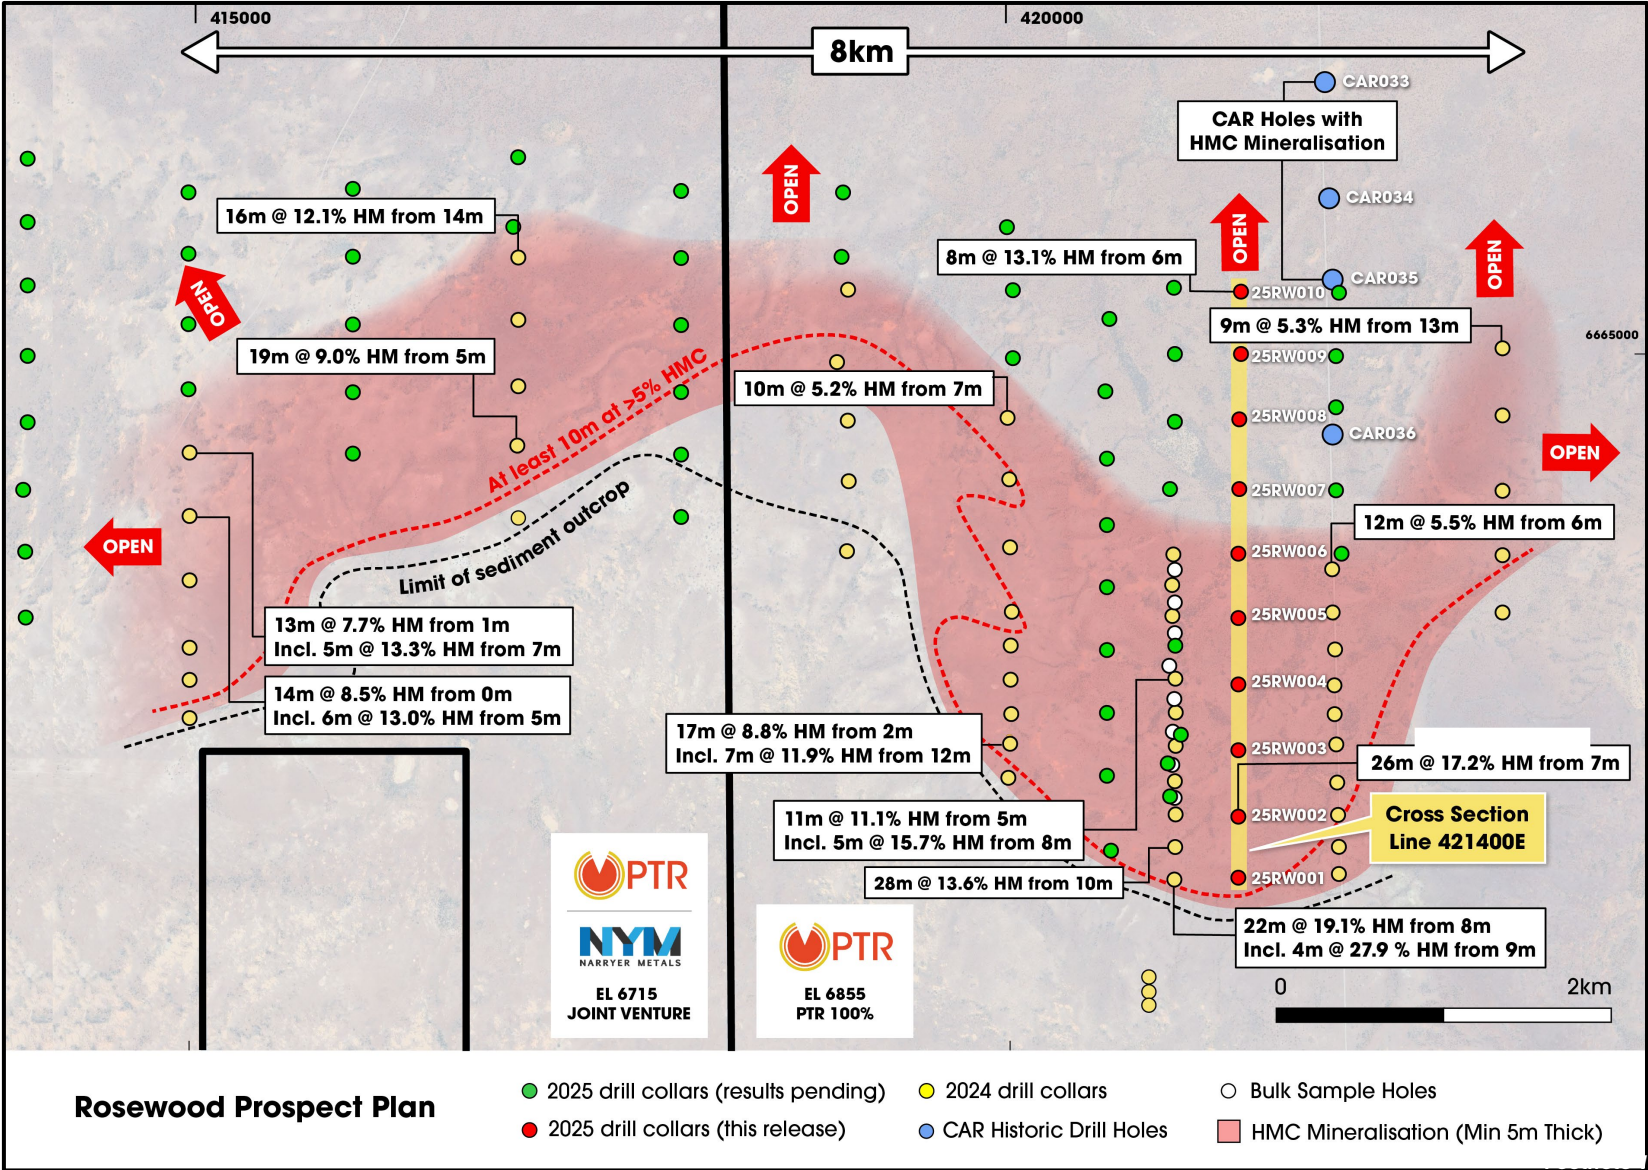 415000
420000
8km
CAR033
CAR Holes with
HMC Mineralisation
CAR034
OPEN
16m @ 12.1% HM from 14m
OPEN
OPEN
8m @ 13.1% HM from 6m
CAR035
25RW010
OPEN
9m @ 5.3% HM from 13m
6665000
19m @ 9.0% HM from 5m
25RW009
At least 10m at >5% HMC
10m @ 5.2% HM from 7m
25RW008
CAR036
OPEN
25RW007
Limit of sediment outcrop
12m @ 5.5% HM from 6m
OPEN
25RW006
13m @ 7.7% HM from 1m
Incl. 5m @ 13.3% HM from 7m
25RW005
14m @ 8.5% HM from 0m
Incl. 6m @ 13.0% HM from 5m
25RW004
17m @ 8.8% HM from 2m
Incl. 7m @ 11.9% HM from 12m
25RW003
26m @ 17.2% HM from 7m
11m @ 11.1% HM from 5m
Incl. 5m @ 15.7% HM from 8m
25RW002
Cross Section
Line 421400E
28m @ 13.6% HM from 10m
25RW001
22m @ 19.1% HM from 8m
Incl. 4m @ 27.9 % HM from 9m
PTR
NYM
NARRYER METALS
EL 6715
JOINT VENTURE
PTR
EL 6855
PTR 100%
0
2km
Rosewood Prospect Plan
2025 drill collars (results pending)
2024 drill collars
Bulk Sample Holes
2025 drill collars (this release)
CAR Historic Drill Holes
HMC Mineralisation (Min 5m Thick)